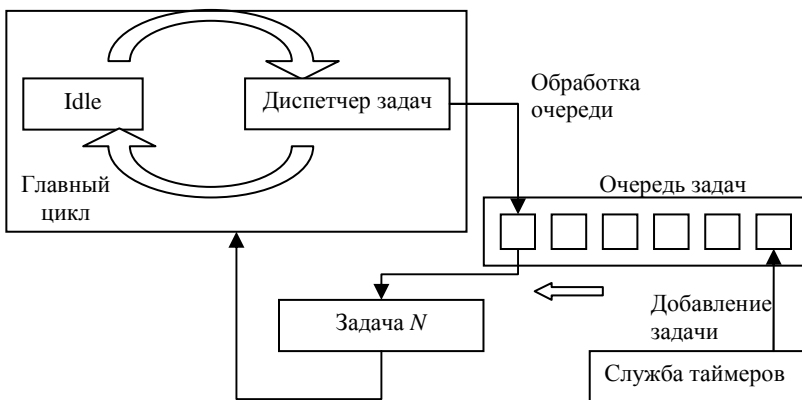 Idle
Диспетчер задач
Обработка
очереди
Главный
цикл
Очередь задач
Задача N
Добавление
задачи
Служба таймеров